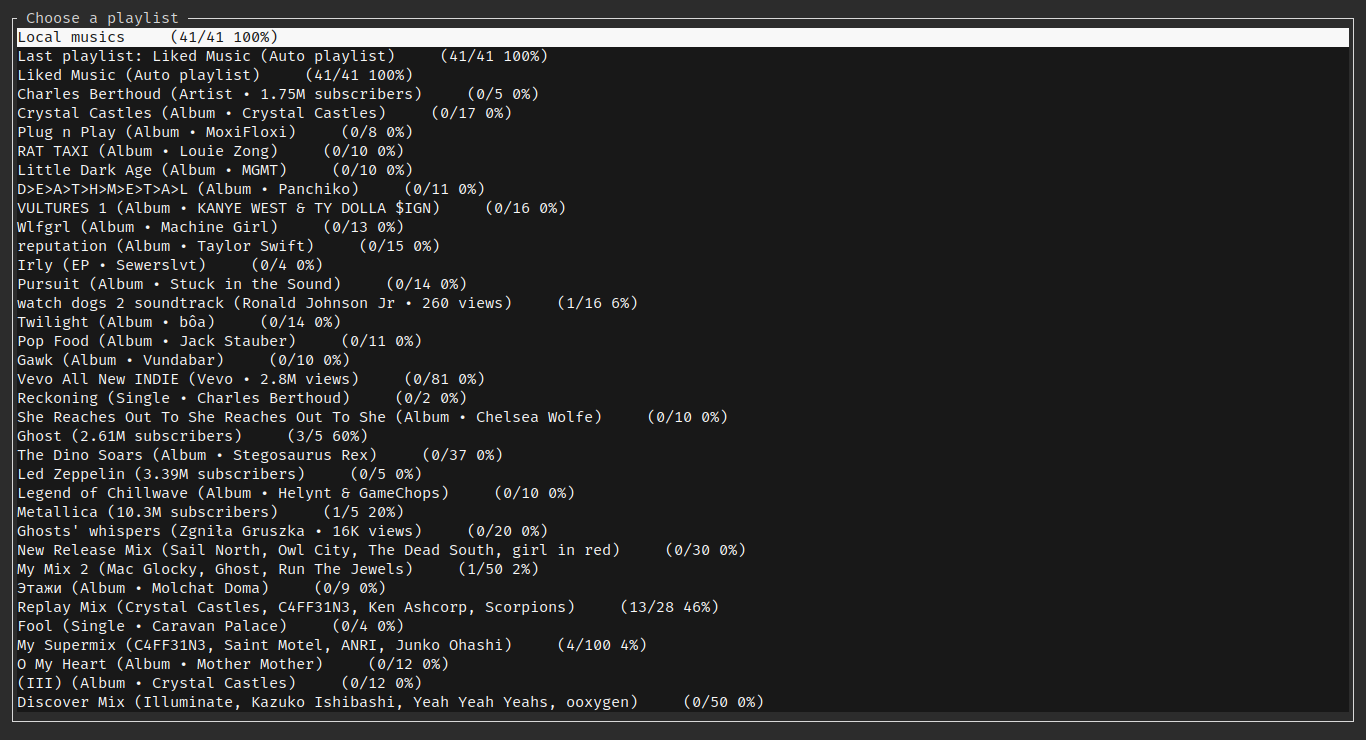 Choose a playlist
Local musics     (41/41 100%)
Last playlist: Liked Music (Auto playlist)     (41/41 100%)
Liked Music (Auto playlist)     (41/41 100%)
Charles Berthoud (Artist • 1.75M subscribers)     (0/5 0%)
Crystal Castles (Album • Crystal Castles)     (0/17 0%)
Plug n Play (Album • MoxiFloxi)     (0/8 0%)
RAT TAXI (Album • Louie Zong)     (0/10 0%)
Little Dark Age (Album • MGMT)     (0/10 0%)
D>E>A>T>H>M>E>T>A>L (Album • Panchiko)     (0/11 0%)
VULTURES 1 (Album • KANYE WEST & TY DOLLA $IGN)     (0/16 0%)
Wlfgrl (Album • Machine Girl)     (0/13 0%)
reputation (Album • Taylor Swift)     (0/15 0%)
Irly (EP • Sewerslvt)     (0/4 0%)
Pursuit (Album • Stuck in the Sound)     (0/14 0%)
watch dogs 2 soundtrack (Ronald Johnson Jr • 260 views)     (1/16 6%)
Twilight (Album • bôa)     (0/14 0%)
Pop Food (Album • Jack Stauber)     (0/11 0%)
Gawk (Album • Vundabar)     (0/10 0%)
Vevo All New INDIE (Vevo • 2.8M views)     (0/81 0%)
Reckoning (Single • Charles Berthoud)     (0/2 0%)
She Reaches Out To She Reaches Out To She (Album • Chelsea Wolfe)     (0/10 0%)
Ghost (2.61M subscribers)     (3/5 60%)
The Dino Soars (Album • Stegosaurus Rex)     (0/37 0%)
Led Zeppelin (3.39M subscribers)     (0/5 0%)
Legend of Chillwave (Album • Helynt & GameChops)     (0/10 0%)
Metallica (10.3M subscribers)     (1/5 20%)
Ghosts' whispers (Zgniła Gruszka • 16K views)     (0/20 0%)
New Release Mix (Sail North, Owl City, The Dead South, girl in red)     (0/30 0%)
My Mix 2 (Mac Glocky, Ghost, Run The Jewels)     (1/50 2%)
Этажи (Album • Molchat Doma)     (0/9 0%)
Replay Mix (Crystal Castles, C4FF31N3, Ken Ashcorp, Scorpions)     (13/28 46%)
Fool (Single • Caravan Palace)     (0/4 0%)
My Supermix (C4FF31N3, Saint Motel, ANRI, Junko Ohashi)     (4/100 4%)
O My Heart (Album • Mother Mother)     (0/12 0%)
(III) (Album • Crystal Castles)     (0/12 0%)
Discover Mix (Illuminate, Kazuko Ishibashi, Yeah Yeah Yeahs, ooxygen)     (0/50 0%)